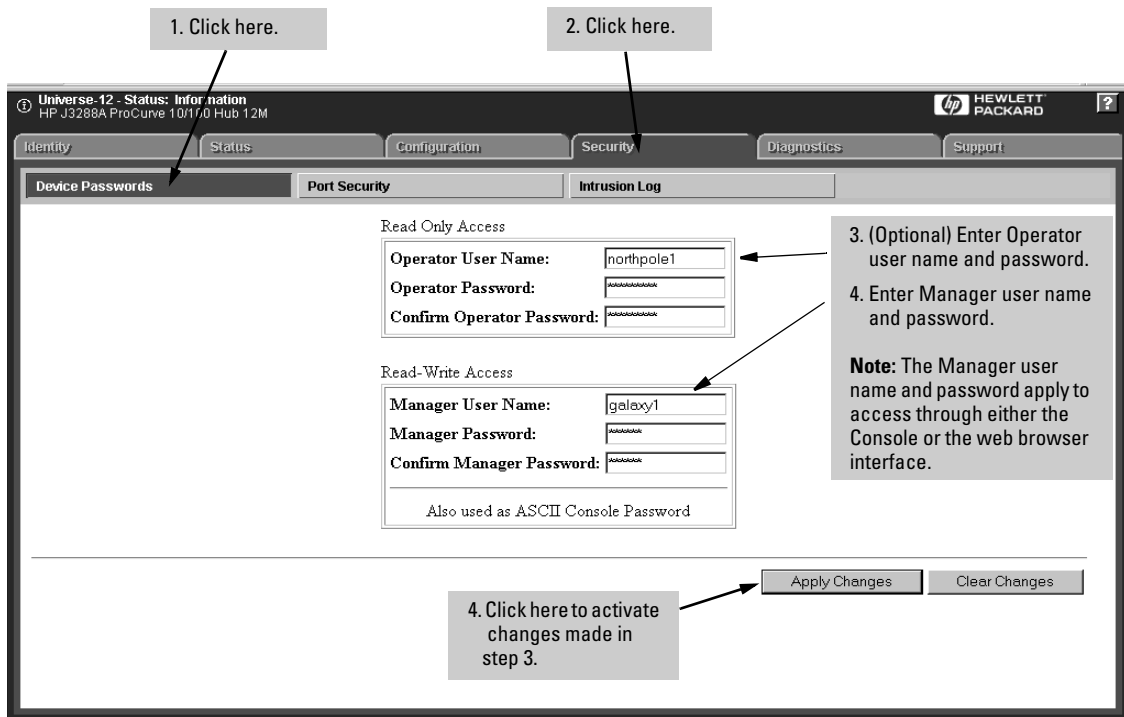 1. Click here.
2. Click here.
Universe-12 - Status: Information
HP J3288A ProCurve 10/100 Hub 12M
hp HEWLETT PACKARD
?
Identity
Status
Configuration
Security
Diagnostics
Support
Device Passwords
Port Security
Intrusion Log
Read Only Access
Operator User Name: northpole1
Operator Password: **********
Confirm Operator Password: **********
Read-Write Access
Manager User Name: galaxy1
Manager Password: *******
Confirm Manager Password: *******
Also used as ASCII Console Password
3. (Optional) Enter Operator
user name and password.
4. Enter Manager user name
and password.
Note: The Manager user
name and password apply to
access through either the
Console or the web browser
interface.
Apply Changes
Clear Changes
4. Click here to activate
changes made in
step 3.